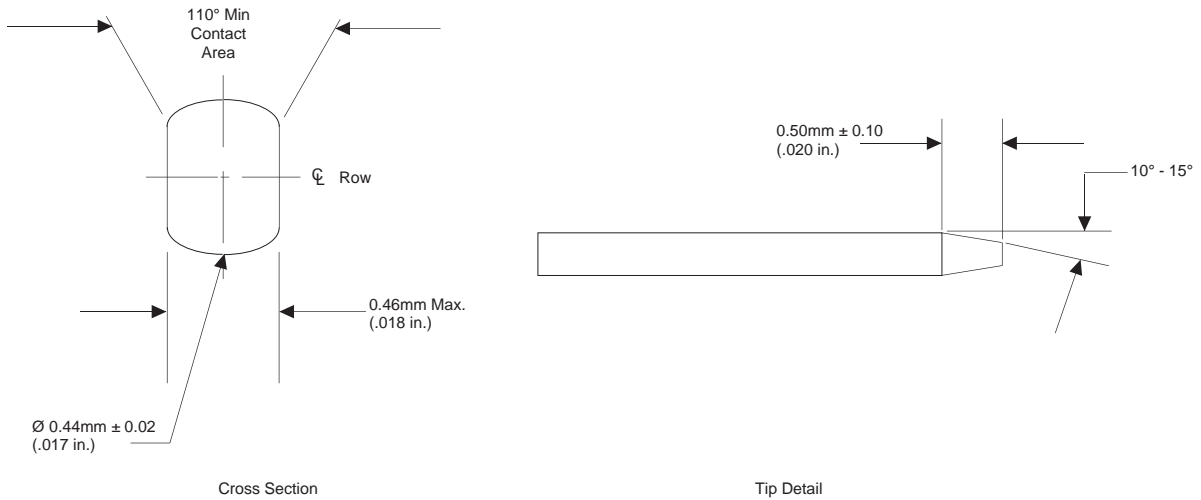 110° Min
Contact
Area
℄ Row
0.46mm Max.
(.018 in.)
Ø 0.44mm ± 0.02
(.017 in.)
Cross Section
0.50mm ± 0.10
(.020 in.)
10° - 15°
Tip Detail